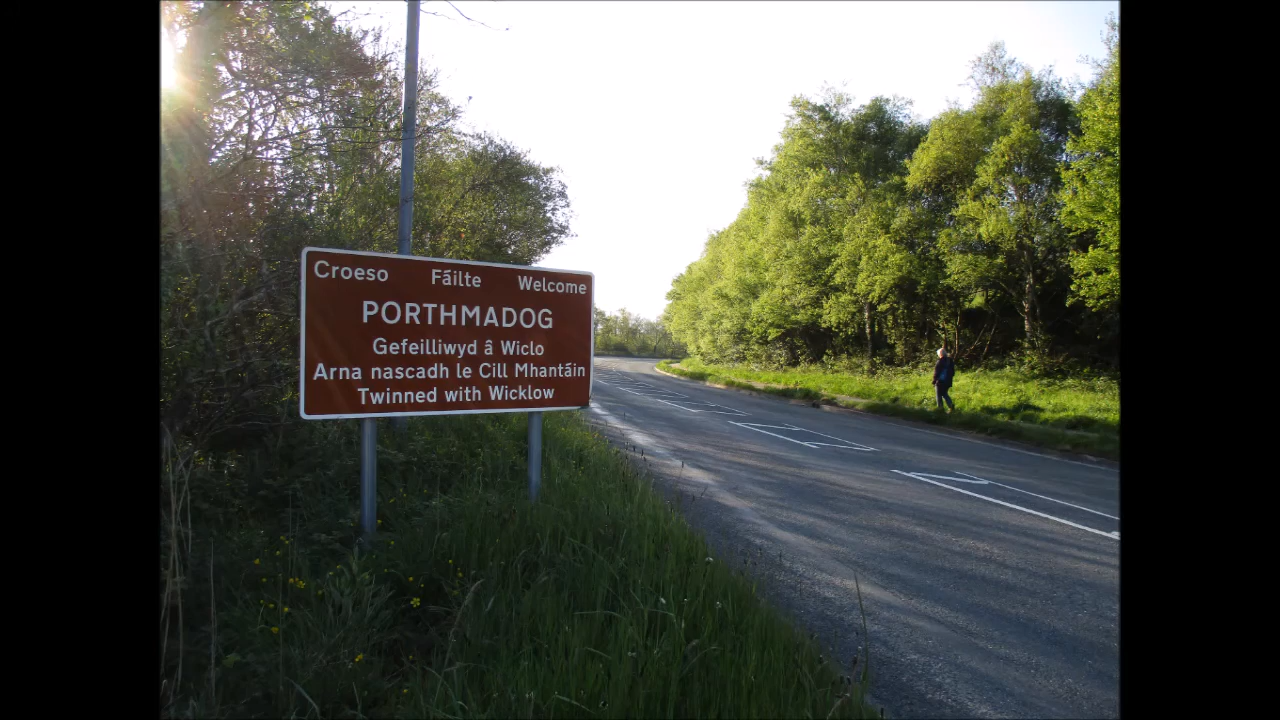 Croeso Fáilte Welcome
PORTHMADOG
Gefeilliwyd â Wiclo
Arna nascadh le Cill Mhantáin
Twinned with Wicklow